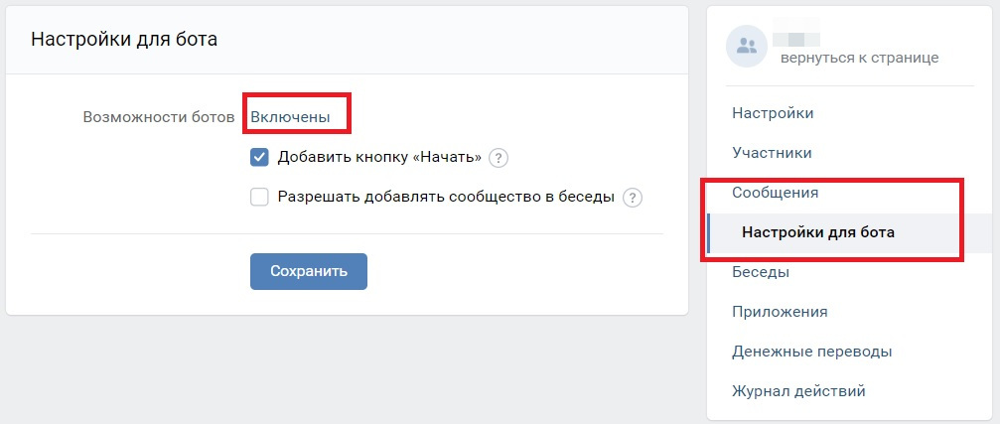 Настройки для бота
Возможности ботов Включены
Добавить кнопку «Начать» ?
Разрешать добавлять сообщество в беседы ?
Сохранить
вернуться к странице
Настройки
Участники
Сообщения
Настройки для бота
Беседы
Приложения
Денежные переводы
Журнал действий